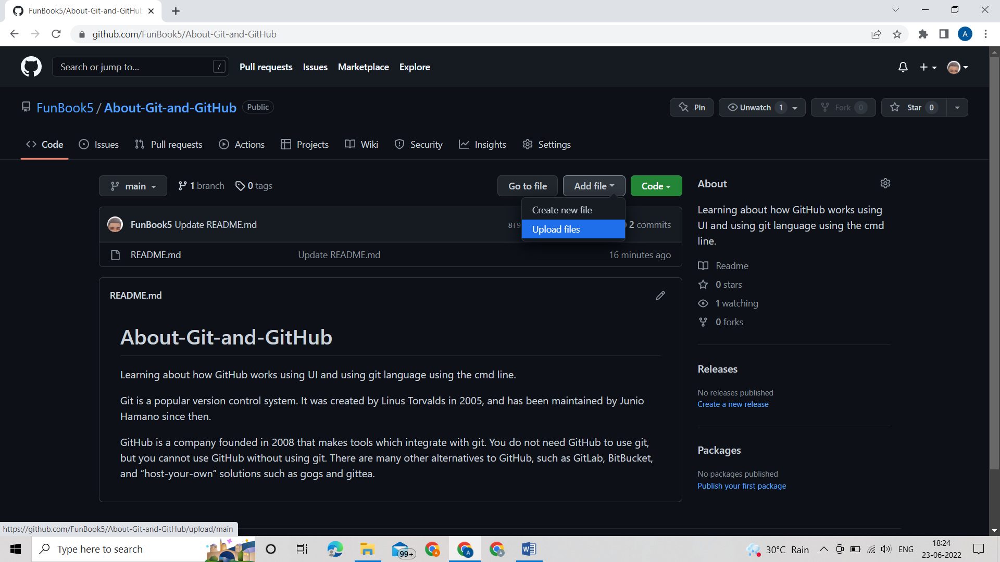 FunBook5/About-Git-and-GitHub
github.com/FunBook5/About-Git-and-GitHub
A
Search or jump to... /
Pull requests Issues Marketplace Explore
FunBook5 / About-Git-and-GitHub Public
Pin Unwatch 1 Fork 0 Star 0
Code Issues Pull requests Actions Projects Wiki Security Insights Settings
main 1 branch 0 tags Go to file Add file Code
Create new file
Upload files
FunBook5 Update README.md 8f9 2 commits
README.md Update README.md 16 minutes ago
README.md
About-Git-and-GitHub
Learning about how GitHub works using UI and using git language using the cmd line.
Git is a popular version control system. It was created by Linus Torvalds in 2005, and has been maintained by Junio
Hamano since then.
GitHub is a company founded in 2008 that makes tools which integrate with git. You do not need GitHub to use git,
but you cannot use GitHub without using git. There are many other alternatives to GitHub, such as GitLab, BitBucket,
and “host-your-own” solutions such as gogs and gittea.
About
Learning about how GitHub works using
UI and using git language using the cmd
line.
Readme
0 stars
1 watching
0 forks
Releases
No releases published
Create a new release
Packages
No packages published
Publish your first package
https://github.com/FunBook5/About-Git-and-GitHub/upload/main
Type here to search
99+
A
A
W
30°C Rain
ENG
18:24
23-06-2022